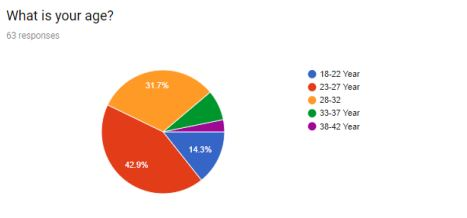 What is your age?
63 responses
31.7%
42.9%
14.3%
18-22 Year
23-27 Year
28-32
33-37 Year
38-42 Year